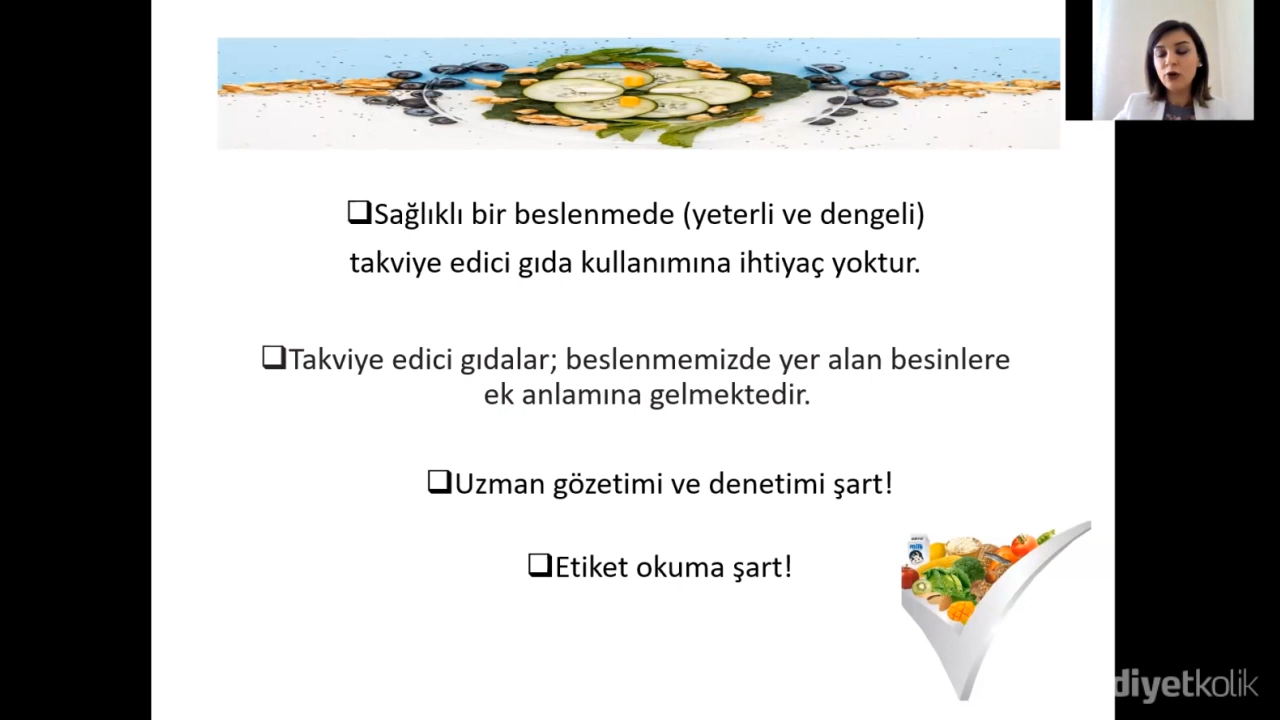 ❑Sağlıklı bir beslenmede (yeterli ve dengeli)
takviye edici gıda kullanımına ihtiyaç yoktur.
❑Takviye edici gıdalar; beslenmemizde yer alan besinlere
ek anlamına gelmektedir.
❑Uzman gözetimi ve denetimi şart!
❑Etiket okuma şart!
milk
diyetkolik